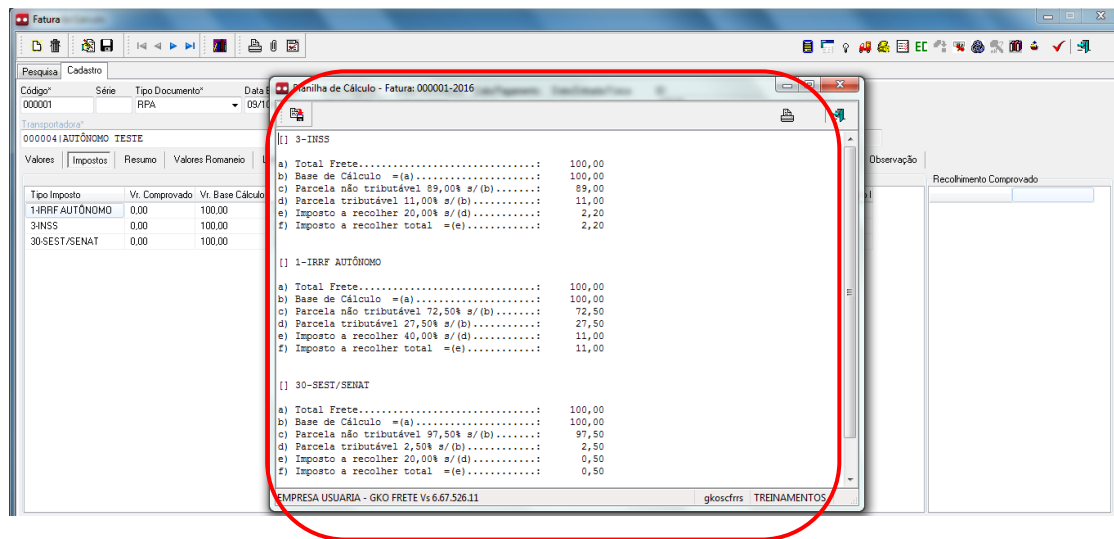 Fatura
EC
Pesquisa Cadastro
Código* Série Tipo Documento* Data E
000001 RPA 09/10
Transportadora*
000004|AUTÔNOMO TESTE
Valores Impostos Resumo Valores Romaneio L Observação
Recolhimento Comprovado
Tipo Imposto Vr. Comprovado Vr. Base Cálculo
1-IRRF AUTÔNOMO 0,00 100,00
3-INSS 0,00 100,00
30-SEST/SENAT 0,00 100,00
Planilha de Cálculo - Fatura: 000001-2016
[] 3-INSS
a) Total Frete..............................: 100,00
b) Base de Cálculo =(a).....................: 100,00
c) Parcela não tributável 89,00% s/(b).......: 89,00
d) Parcela tributável 11,00% s/(b)...........: 11,00
e) Imposto a recolher 20,00% s/(d)...........: 2,20
f) Imposto a recolher total =(e)............: 2,20
[] 1-IRRF AUTÔNOMO
a) Total Frete..............................: 100,00
b) Base de Cálculo =(a).....................: 100,00
c) Parcela não tributável 72,50% s/(b).......: 72,50
d) Parcela tributável 27,50% s/(b)...........: 27,50
e) Imposto a recolher 40,00% s/(d)...........: 11,00
f) Imposto a recolher total =(e)............: 11,00
[] 30-SEST/SENAT
a) Total Frete..............................: 100,00
b) Base de Cálculo =(a).....................: 100,00
c) Parcela não tributável 97,50% s/(b).......: 97,50
d) Parcela tributável 2,50% s/(b)............: 2,50
e) Imposto a recolher 20,00% s/(d)...........: 0,50
f) Imposto a recolher total =(e)............: 0,50
EMPRESA USUARIA - GKO FRETE Vs 6.67.526.11 gkoscfrrs TREINAMENTOS